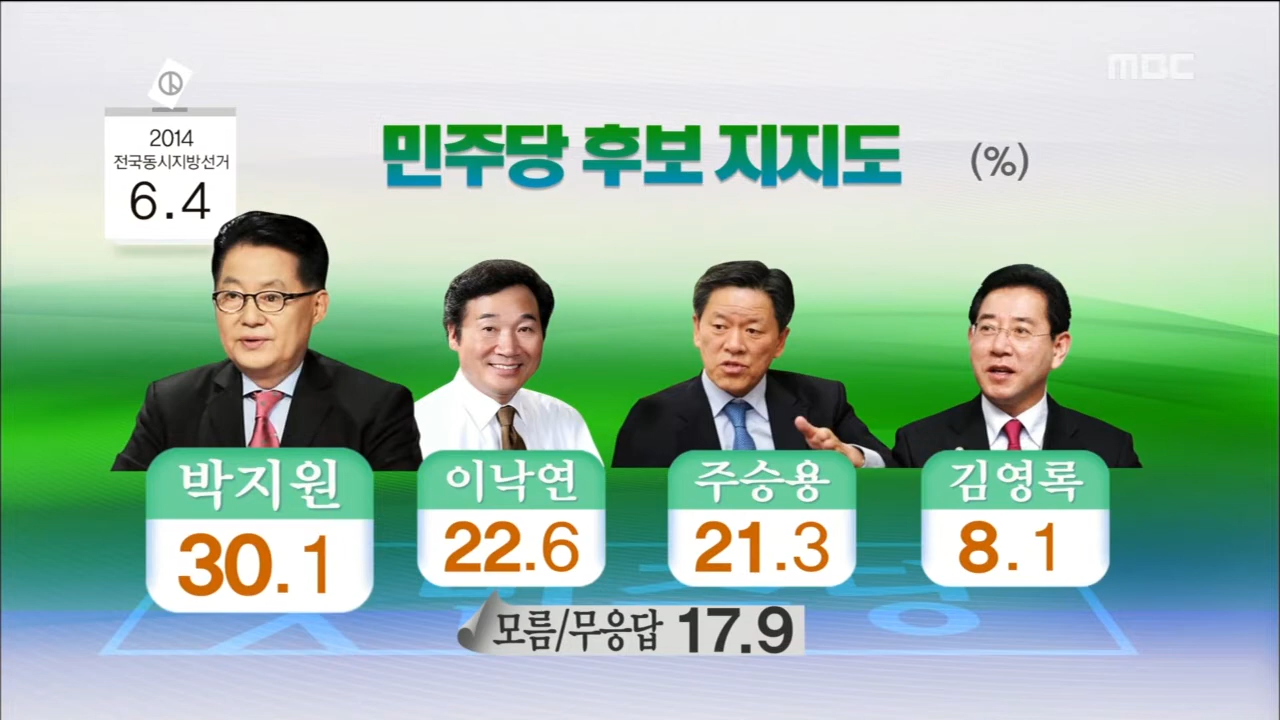 MBC
2014
전국동시지방선거
6.4
민주당 후보 지지도 (%)
박지원
30.1
이낙연
22.6
주승용
21.3
김영록
8.1
모름/무응답 17.9